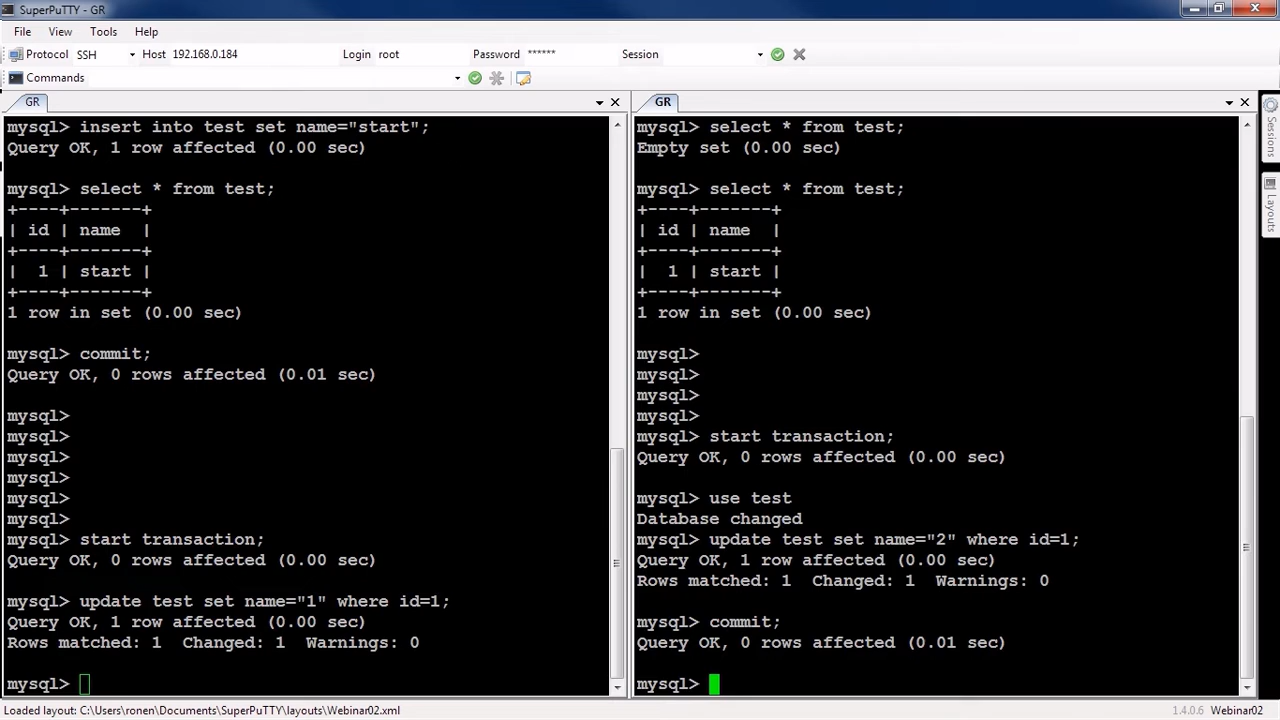 SuperPuTTY - GR
File View Tools Help
Protocol SSH Host 192.168.0.184 Login root Password ****** Session
Commands
GR
mysql> insert into test set name="start";
Query OK, 1 row affected (0.00 sec)
mysql> select * from test;
+----+-------+
| id | name  |
+----+-------+
|  1 | start |
+----+-------+
1 row in set (0.00 sec)
mysql> commit;
Query OK, 0 rows affected (0.01 sec)
mysql>
mysql>
mysql>
mysql>
mysql>
mysql>
mysql> start transaction;
Query OK, 0 rows affected (0.00 sec)
mysql> update test set name="1" where id=1;
Query OK, 1 row affected (0.00 sec)
Rows matched: 1  Changed: 1  Warnings: 0
mysql>
GR
mysql> select * from test;
Empty set (0.00 sec)
mysql> select * from test;
+----+-------+
| id | name  |
+----+-------+
|  1 | start |
+----+-------+
1 row in set (0.00 sec)
mysql>
mysql>
mysql>
mysql>
mysql> start transaction;
Query OK, 0 rows affected (0.00 sec)
mysql> use test
Database changed
mysql> update test set name="2" where id=1;
Query OK, 1 row affected (0.00 sec)
Rows matched: 1  Changed: 1  Warnings: 0
mysql> commit;
Query OK, 0 rows affected (0.01 sec)
mysql>
Sessions
Layouts
Loaded layout: C:\Users\ronen\Documents\SuperPuTTY\layouts\Webinar02.xml
1.4.0.6 Webinar02